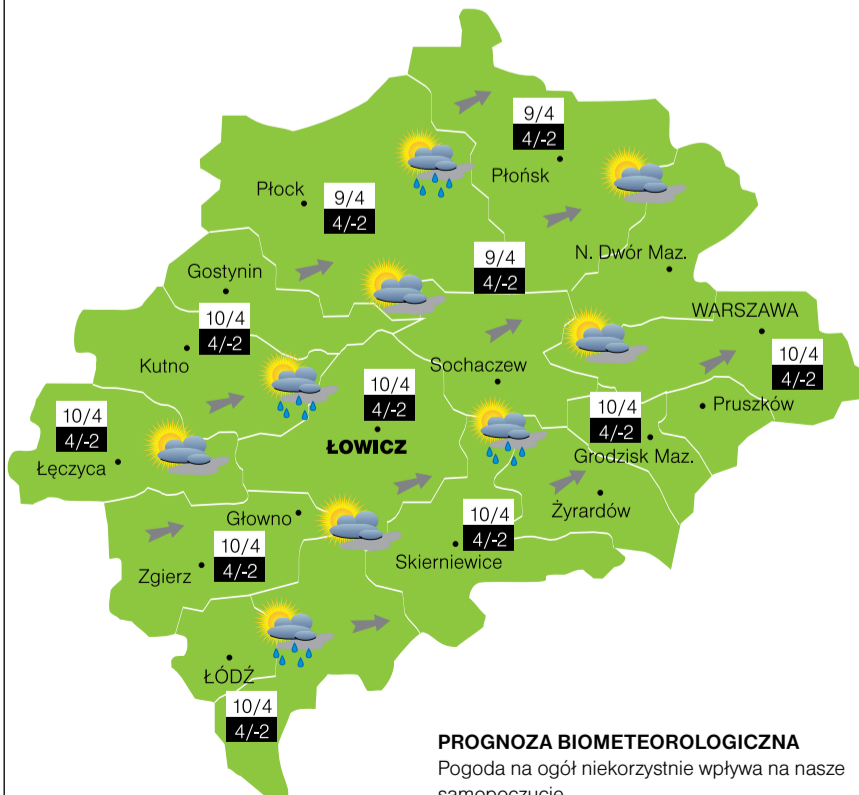 9/4
4/-2
Płońsk
Płock
9/4
4/-2
N. Dwór Maz.
9/4
4/-2
Gostynin
10/4
4/-2
Kutno
WARSZAWA
10/4
4/-2
Sochaczew
10/4
4/-2
ŁOWICZ
Pruszków
10/4
4/-2
Grodzisk Maz.
10/4
4/-2
Łęczyca
Żyrardów
Głowno
10/4
4/-2
Skierniewice
10/4
4/-2
Zgierz
ŁÓDŹ
10/4
4/-2
PROGNOZA BIOMETEOROLOGICZNA
Pogoda na ogół niekorzystnie wpływa na nasze
samopoczucie